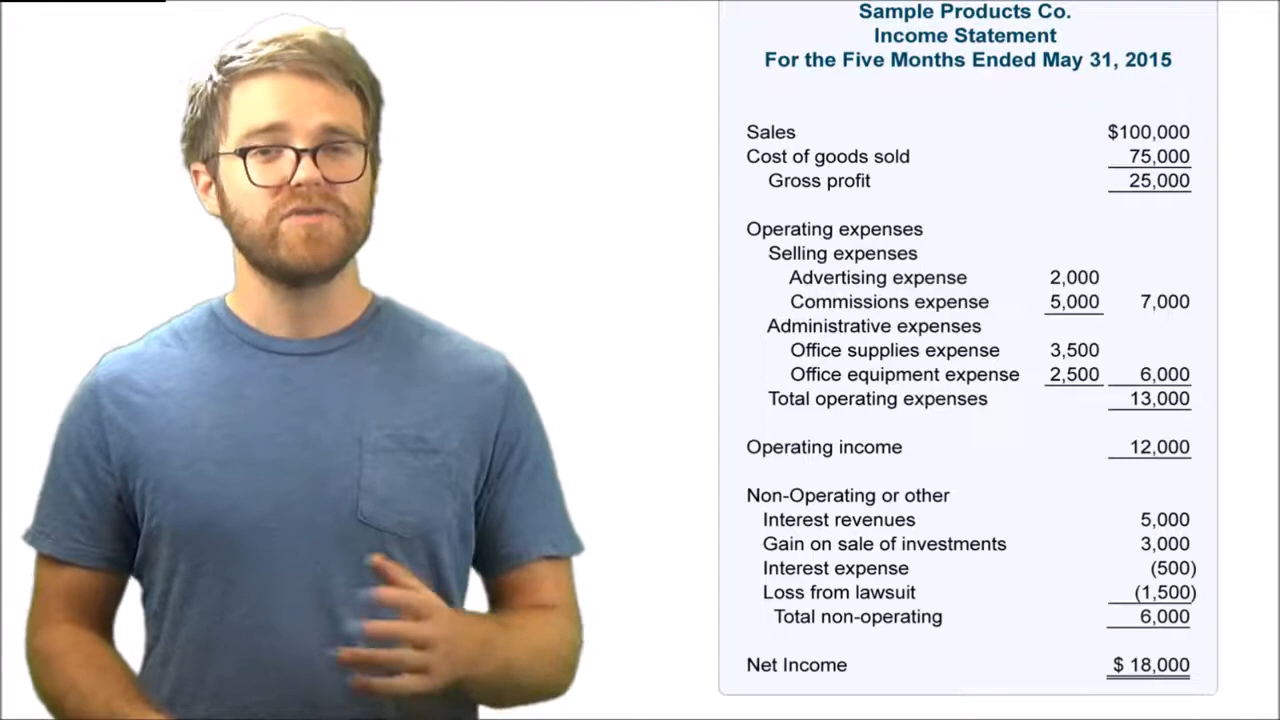 Sample Products Co.
Income Statement
For the Five Months Ended May 31, 2015
Sales $100,000
Cost of goods sold 75,000
Gross profit 25,000
Operating expenses
Selling expenses
Advertising expense 2,000
Commissions expense 5,000 7,000
Administrative expenses
Office supplies expense 3,500
Office equipment expense 2,500 6,000
Total operating expenses 13,000
Operating income 12,000
Non-Operating or other
Interest revenues 5,000
Gain on sale of investments 3,000
Interest expense (500)
Loss from lawsuit (1,500)
Total non-operating 6,000
Net Income $ 18,000